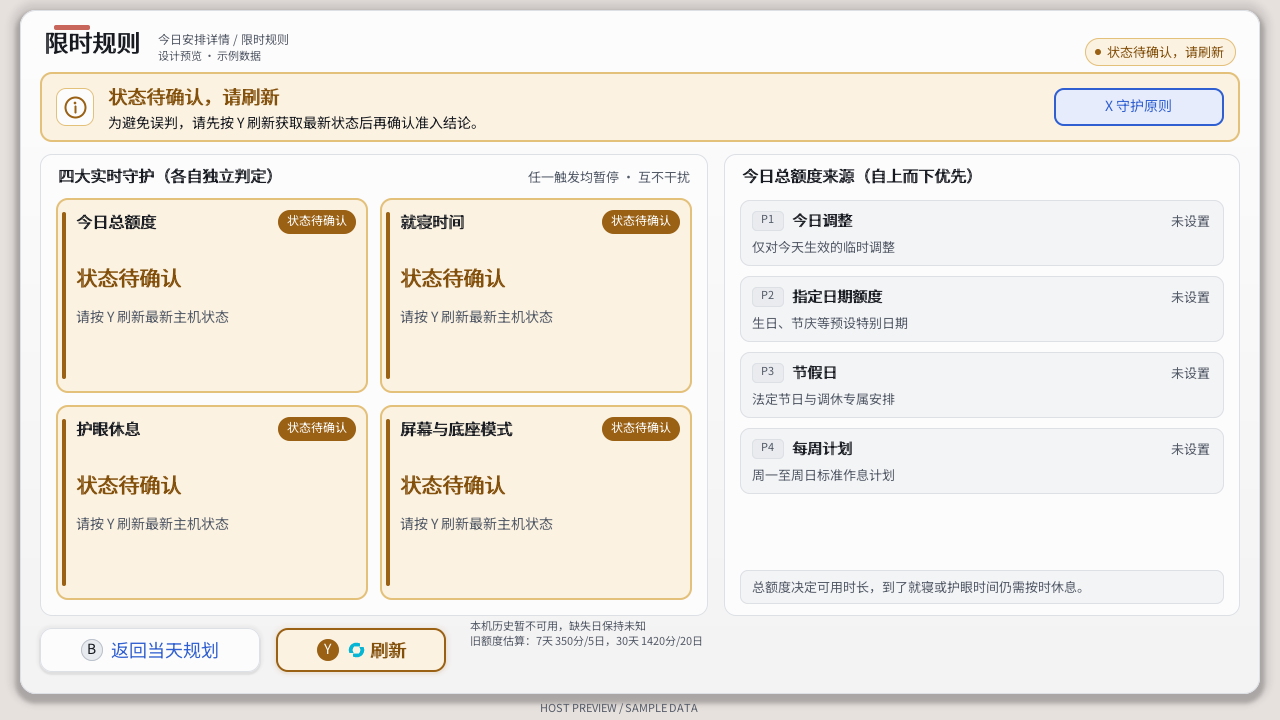 限时规则
今日安排详情 / 限时规则
设计预览 · 示例数据
状态待确认，请刷新
状态待确认，请刷新
为避免误判，请先按 Y 刷新获取最新状态后再确认准入结论。
X 守护原则
四大实时守护（各自独立判定）
任一触发均暂停 · 互不干扰
今日总额度
状态待确认
状态待确认
请按 Y 刷新最新主机状态
就寝时间
状态待确认
状态待确认
请按 Y 刷新最新主机状态
护眼休息
状态待确认
状态待确认
请按 Y 刷新最新主机状态
屏幕与底座模式
状态待确认
状态待确认
请按 Y 刷新最新主机状态
今日总额度来源（自上而下优先）
P1 今日调整 未设置
仅对今天生效的临时调整
P2 指定日期额度 未设置
生日、节庆等预设特别日期
P3 节假日 未设置
法定节日与调休专属安排
P4 每周计划 未设置
周一至周日标准作息计划
总额度决定可用时长，到了就寝或护眼时间仍需按时休息。
B 返回当天规划
Y 刷新
本机历史暂不可用，缺失日保持未知
旧额度估算：7天 350分/5日，30天 1420分/20日
HOST PREVIEW / SAMPLE DATA